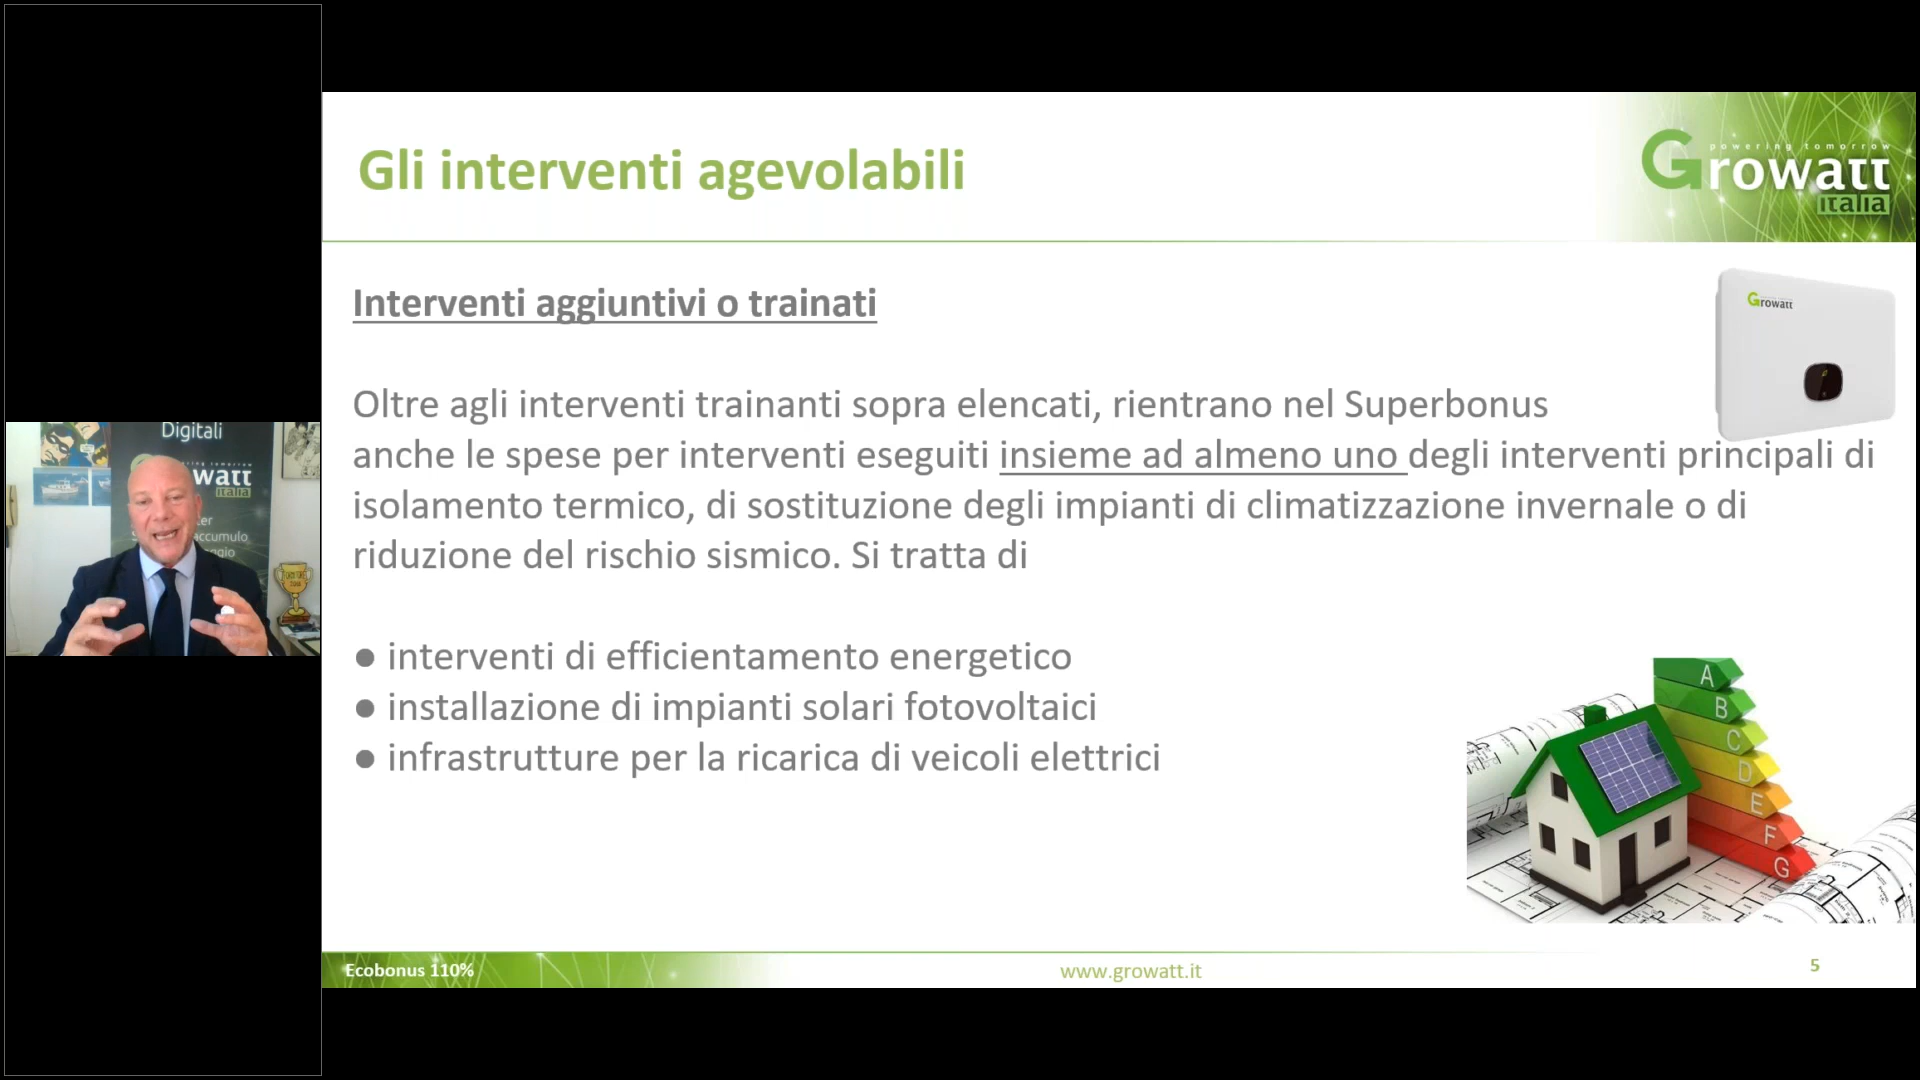 Gli interventi agevolabili
powering tomorrow
Growatt
italia
Interventi aggiuntivi o trainati
Growatt
Oltre agli interventi trainanti sopra elencati, rientrano nel Superbonus
anche le spese per interventi eseguiti insieme ad almeno uno degli interventi principali di
isolamento termico, di sostituzione degli impianti di climatizzazione invernale o di
riduzione del rischio sismico. Si tratta di
● interventi di efficientamento energetico
● installazione di impianti solari fotovoltaici
● infrastrutture per la ricarica di veicoli elettrici
A
B
C
D
E
F
G
Digitali
watt
italia
accumulo
Ecobonus 110%
www.growatt.it
5